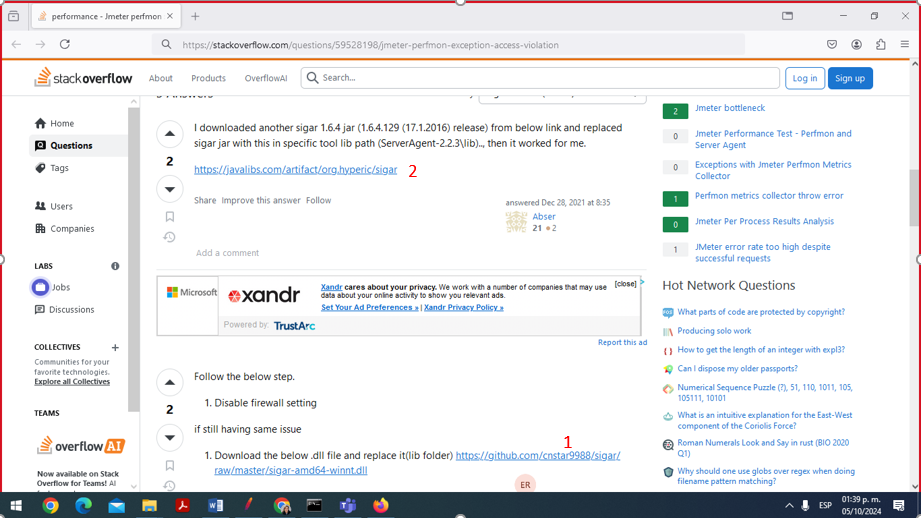 performance - Jmeter perfmon
https://stackoverflow.com/questions/59528198/jmeter-perfmon-exception-access-violation
stackoverflow
About
Products
OverflowAI
Search...
Log in
Sign up
Home
Questions
Tags
Users
Companies
LABS
Jobs
Discussions
COLLECTIVES
Communities for your
favorite technologies.
Explore all Collectives
TEAMS
overflow AI
Now available on Stack
Overflow for Teams! AI
I downloaded another sigar 1.6.4 jar (1.6.4.129 (17.1.2016) release) from below link and replaced
sigar jar with this in specific tool lib path (ServerAgent-2.2.3\lib).., then it worked for me.
2
https://javalibs.com/artifact/org.hyperic/sigar
2
Share Improve this answer Follow
answered Dec 28, 2021 at 8:35
Abser
21 2
Add a comment
Microsoft
xandr
Xandr cares about your privacy. We work with a number of companies that may use
data about your online activity to show you relevant ads.
Set Your Ad Preferences » | Xandr Privacy Policy »
[close]
Powered by: TrustArc
Report this ad
Follow the below step.
2
1. Disable firewall setting
if still having same issue
1
1. Download the below .dll file and replace it(lib folder) https://github.com/cnstar9988/sigar/
raw/master/sigar-amd64-winnt.dll
ER
2 Jmeter bottleneck
0 Jmeter Performance Test - Perfmon and
Server Agent
0 Exceptions with Jmeter Perfmon Metrics
Collector
1 Perfmon metrics collector throw error
0 JMeter Per Process Results Analysis
1 JMeter error rate too high despite
successful requests
Hot Network Questions
What parts of code are protected by copyright?
Producing solo work
How to get the length of an integer with expl3?
Can I dispose my older passports?
Numerical Sequence Puzzle (?), 51, 110, 1011, 105,
105111, 10101
What is an intuitive explanation for the East-West
component of the Coriolis Force?
Roman Numerals Look and Say in rust (BIO 2020
Q1)
Why should one use globs over regex when doing
filename pattern matching?
ESP
01:39 p. m.
05/10/2024